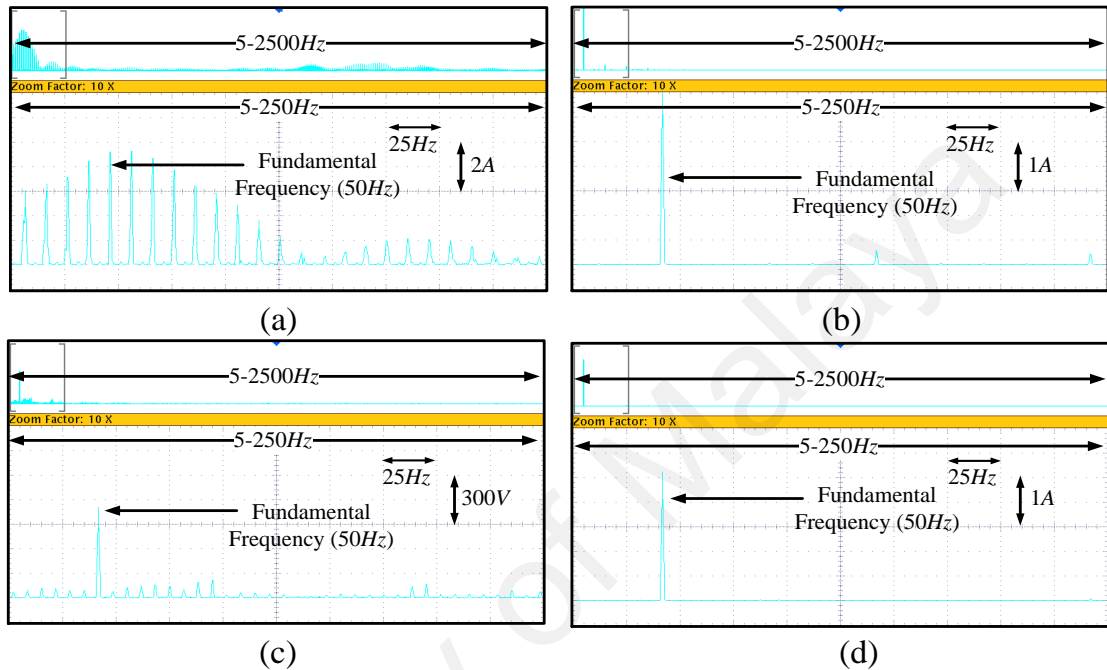 5-2500Hz
Zoom Factor: 10 X
5-250Hz
25Hz
2A
Fundamental
Frequency (50Hz)
(a)
5-2500Hz
Zoom Factor: 10 X
5-250Hz
25Hz
1A
Fundamental
Frequency (50Hz)
(b)
5-2500Hz
Zoom Factor: 10 X
5-250Hz
25Hz
300V
Fundamental
Frequency (50Hz)
(c)
5-2500Hz
Zoom Factor: 10 X
5-250Hz
25Hz
1A
Fundamental
Frequency (50Hz)
(d)
of Malaya